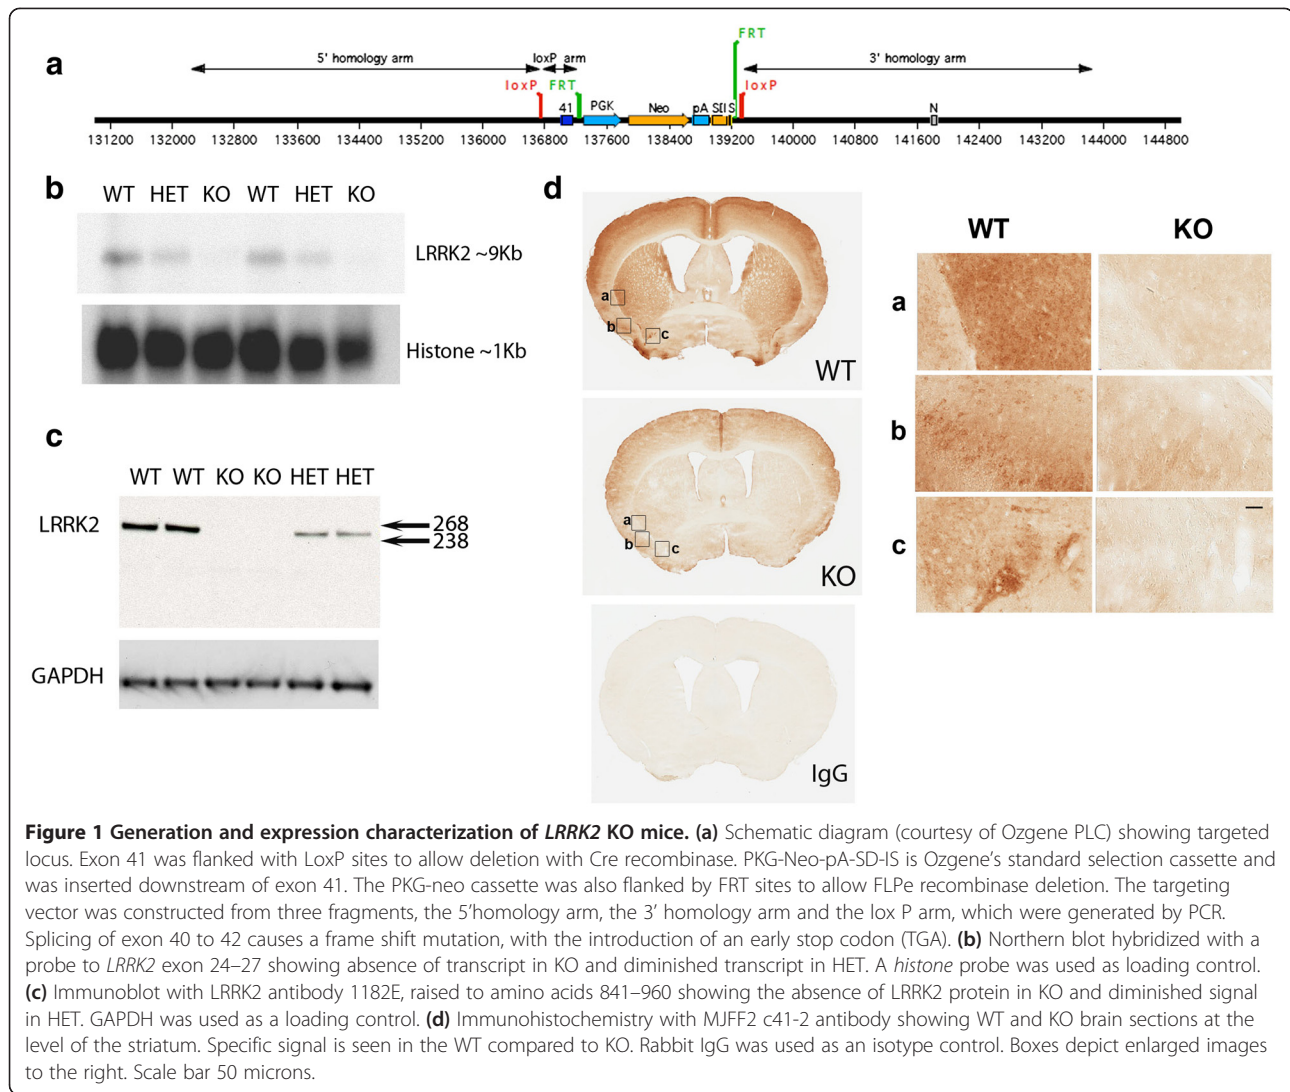 a
5' homology arm
loxP arm
3' homology arm
FRT
loxP
FRT
loxP
41
PGK
Neo
pA
N
131200 132000 132800 133600 134400 135200 136000 136800 137600 138400 139200 140000 140800 141600 142400 143200 144000 144800
b
WT HET KO WT HET KO
LRRK2 ~9Kb
Histone ~1Kb
c
WT WT KO KO HET HET
LRRK2
268
238
GAPDH
d
a
b
c
WT
a
b
c
KO
IgG
WT KO
a
b
c
Figure 1 Generation and expression characterization of LRRK2 KO mice. (a) Schematic diagram (courtesy of Ozgene PLC) showing targeted
locus. Exon 41 was flanked with LoxP sites to allow deletion with Cre recombinase. PKG-Neo-pA-SD-IS is Ozgene's standard selection cassette and
was inserted downstream of exon 41. The PKG-neo cassette was also flanked by FRT sites to allow FLPe recombinase deletion. The targeting
vector was constructed from three fragments, the 5'homology arm, the 3' homology arm and the lox P arm, which were generated by PCR.
Splicing of exon 40 to 42 causes a frame shift mutation, with the introduction of an early stop codon (TGA). (b) Northern blot hybridized with a
probe to LRRK2 exon 24–27 showing absence of transcript in KO and diminished transcript in HET. A histone probe was used as loading control.
(c) Immunoblot with LRRK2 antibody 1182E, raised to amino acids 841–960 showing the absence of LRRK2 protein in KO and diminished signal
in HET. GAPDH was used as a loading control. (d) Immunohistochemistry with MJFF2 c41-2 antibody showing WT and KO brain sections at the
level of the striatum. Specific signal is seen in the WT compared to KO. Rabbit IgG was used as an isotype control. Boxes depict enlarged images
to the right. Scale bar 50 microns.